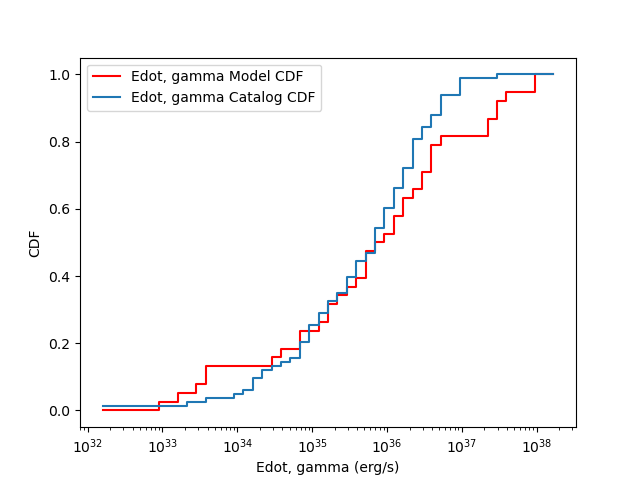 Edot, gamma Model CDF
Edot, gamma Catalog CDF
1.0
0.8
0.6
0.4
0.2
0.0
CDF
10^32 10^33 10^34 10^35 10^36 10^37 10^38
Edot, gamma (erg/s)